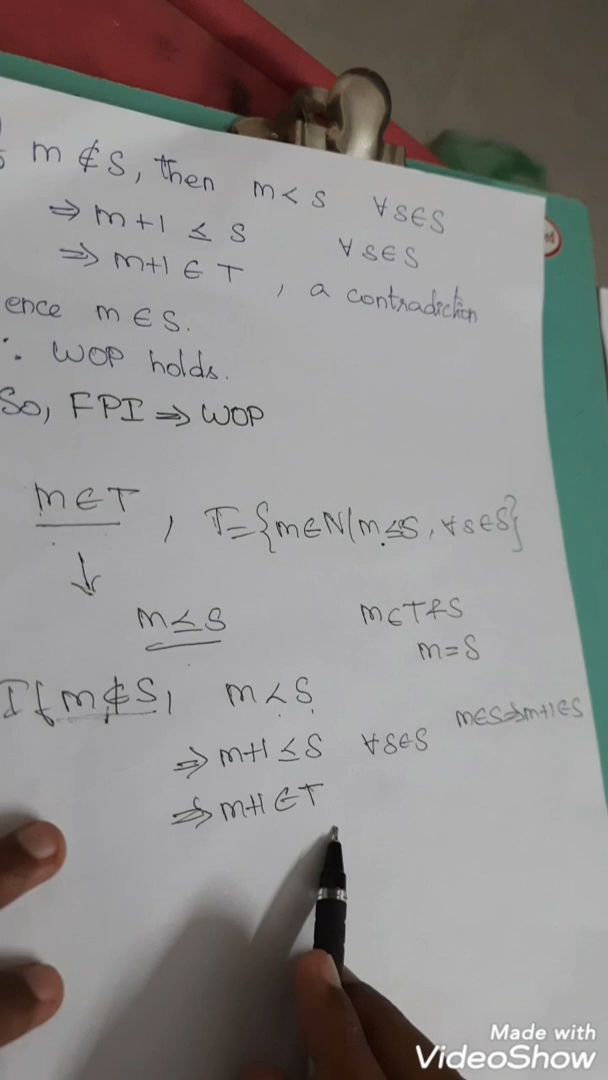 m ∉ S, then m < s ∀ s ∈ S
⇒ m+1 ≤ s ∀ s ∈ S
⇒ m+1 ∈ T, a contradiction
ence m ∈ S.
∴ WOP holds.
So, FPI ⇒ WOP
m ∈ T, T = {m ∈ N | m ≤ s, ∀ s ∈ S}
↓
m ≤ s m ∈ T & S
m = s
If m ∉ S, m < s
m ∈ S ⇒ m+1 ∈ S
⇒ m+1 ≤ s ∀ s ∈ S
⇒ m+1 ∈ T
Made with
VideoShow